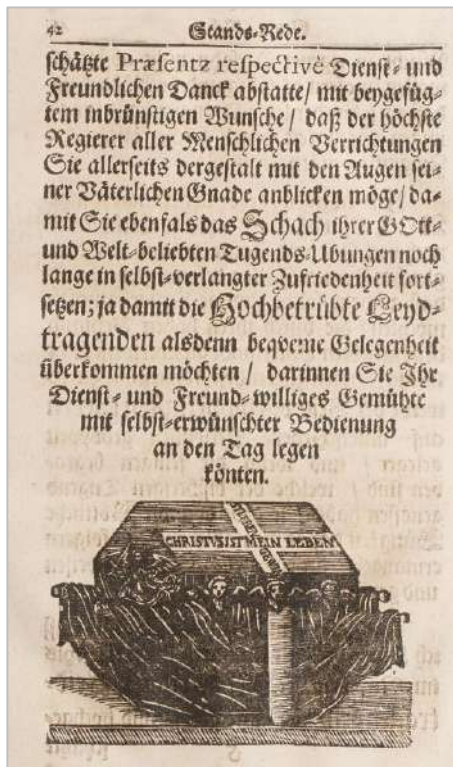 42 Stands-Rede.
schätzte Præsentz respectivè Dienst- und
Freundlichen Danck abstatte/ mit beygefüg-
tem inbrünstigen Wunsche/ daß der höchste
Regierer aller Menschlichen Verrichtungen
Sie allerseits dergestalt mit den Augen sei-
ner Väterlichen Gnade anblicken möge/ da-
mit Sie ebenfals das Schach ihrer GOtt-
und Welt-beliebten Tugends-Ubungen noch
lange in selbst-verlangter Zufriedenheit fort-
setzen; ja damit die Hochbetrübte Leyd-
tragenden alsdenn beqveme Gelegenheit
überkommen möchten/ darinnen Sie Ihr
Dienst- und Freund-williges Gemühte
mit selbst-erwünschter Bedienung
an den Tag legen
könten.
CHRISTVS IST MEIN LEBEN